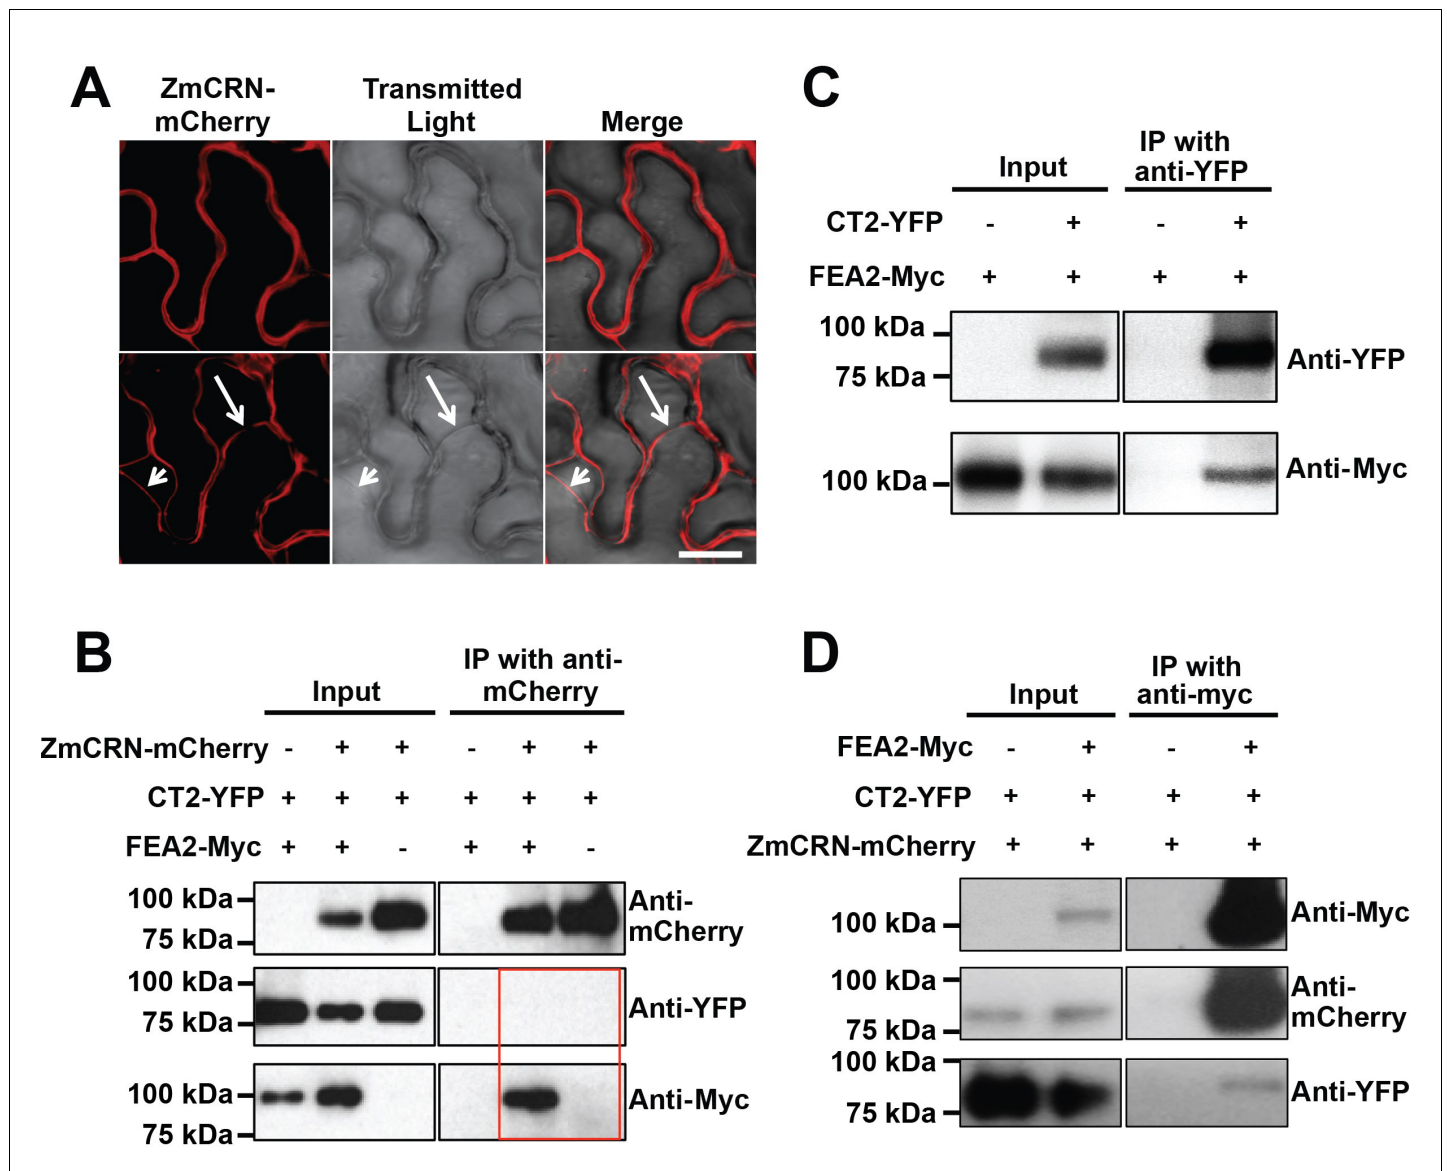 A
ZmCRN-
mCherry
Transmitted
Light
Merge
B
Input
IP with anti-
mCherry
ZmCRN-mCherry - + + - + +
CT2-YFP + + + + + +
FEA2-Myc + + - + + -
100 kDa
75 kDa
Anti-
mCherry
100 kDa
75 kDa
Anti-YFP
100 kDa
75 kDa
Anti-Myc
C
Input
IP with
anti-YFP
CT2-YFP - + - +
FEA2-Myc + + + +
100 kDa
75 kDa
Anti-YFP
100 kDa
Anti-Myc
D
Input
IP with
anti-myc
FEA2-Myc - + - +
CT2-YFP + + + +
ZmCRN-mCherry + + + +
100 kDa
Anti-Myc
100 kDa
75 kDa
Anti-
mCherry
100 kDa
75 kDa
Anti-YFP